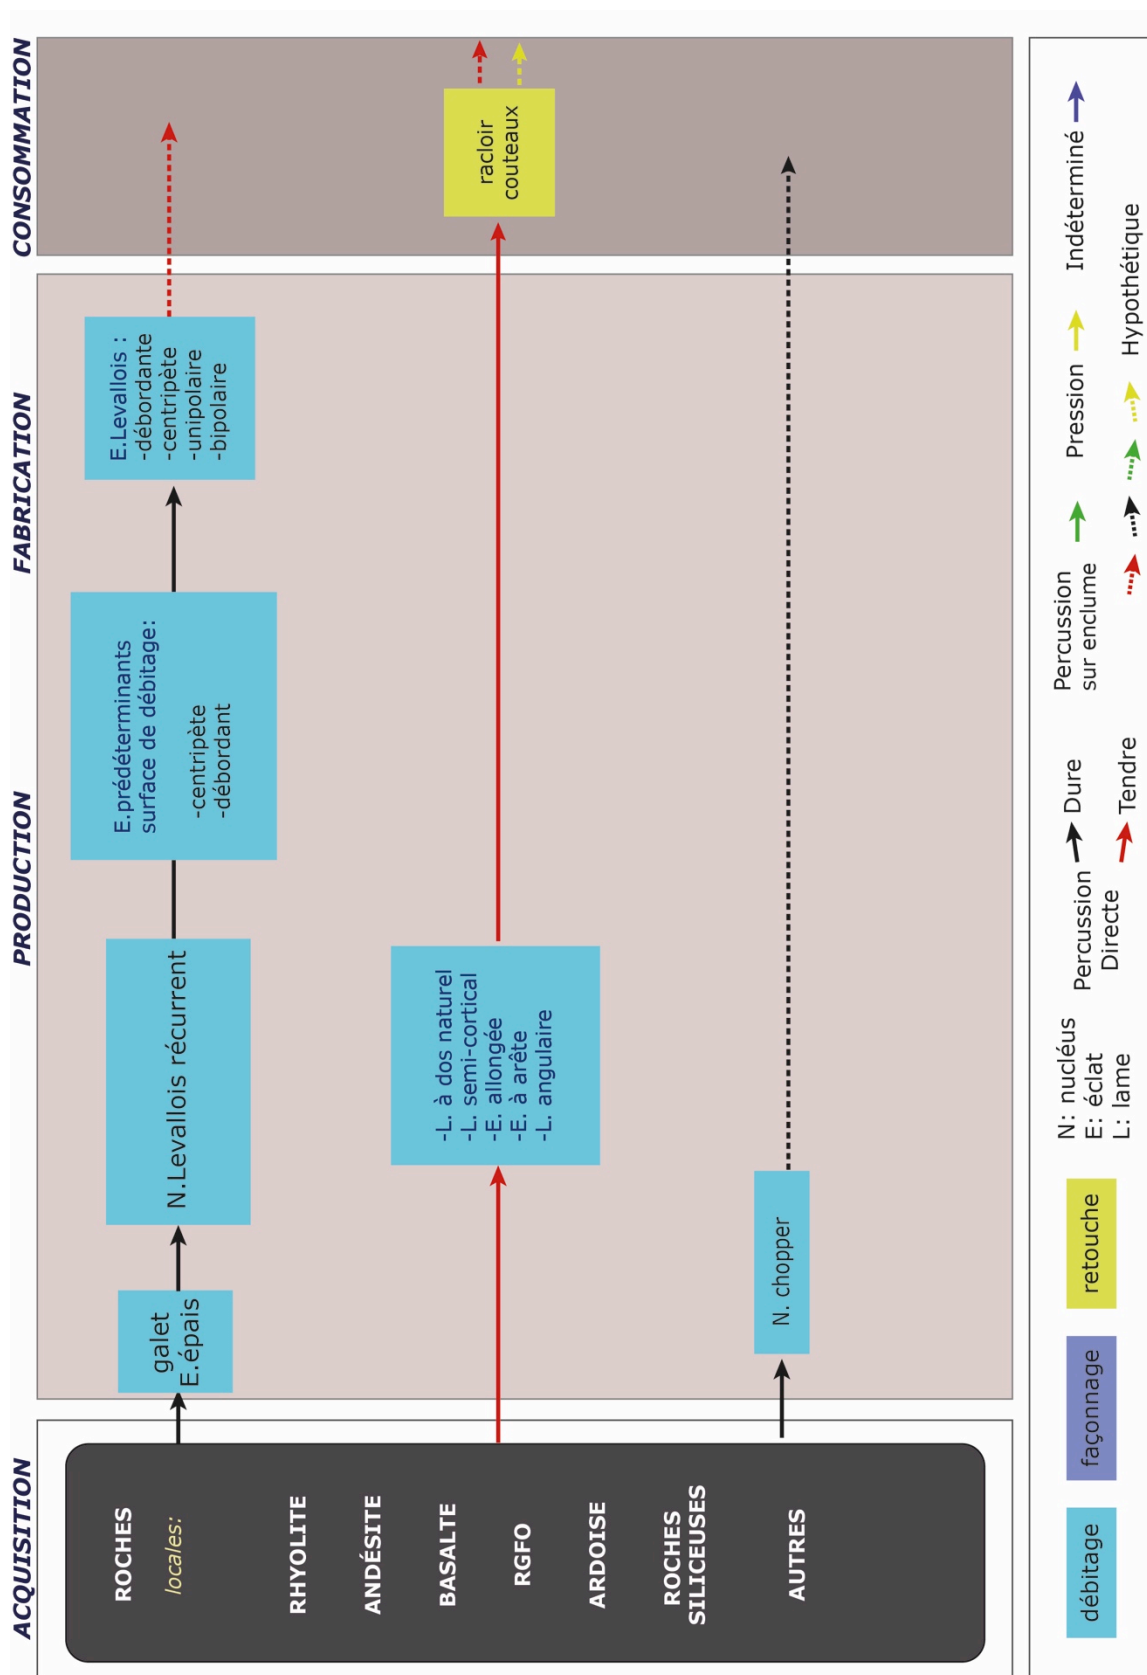 ACQUISITION
PRODUCTION
FABRICATION
CONSOMMATION
ROCHES
locales:
RHYOLITE
ANDÉSITE
BASALTE
RGFO
ARDOISE
ROCHES
SILICEUSES
AUTRES
galet
E.épais
N.Levallois récurrent
E.prédéterminants
surface de débitage:
-centripète
-débordant
E.Levallois :
-débordante
-centripète
-unipolaire
-bipolaire
-L. à dos naturel
-L. semi-cortical
-E. allongée
-E. à arête
-L. angulaire
racloir
couteaux
N. chopper
débitage
façonnage
retouche
N: nucléus
E: éclat
L: lame
Percussion
Directe
Dure
Tendre
Percussion
sur enclume
Pression
Indéterminé
Hypothétique